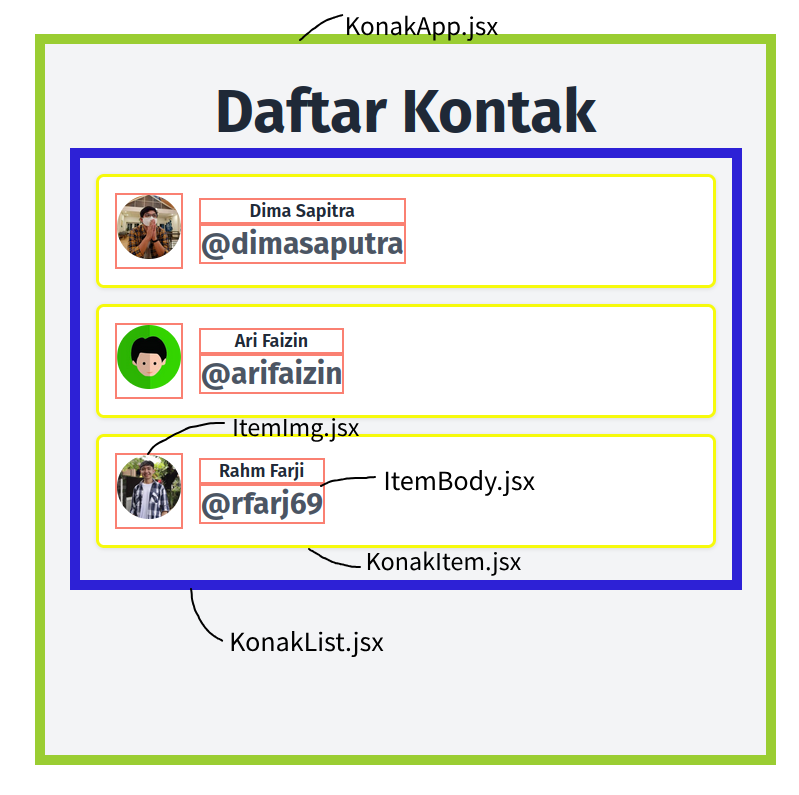 KonakApp.jsx
Daftar Kontak
Dima Sapitra
@dimasaputra
Ari Faizin
@arifaizin
ItemImg.jsx
Rahm Farji
ItemBody.jsx
@rfarj69
KonakItem.jsx
KonakList.jsx